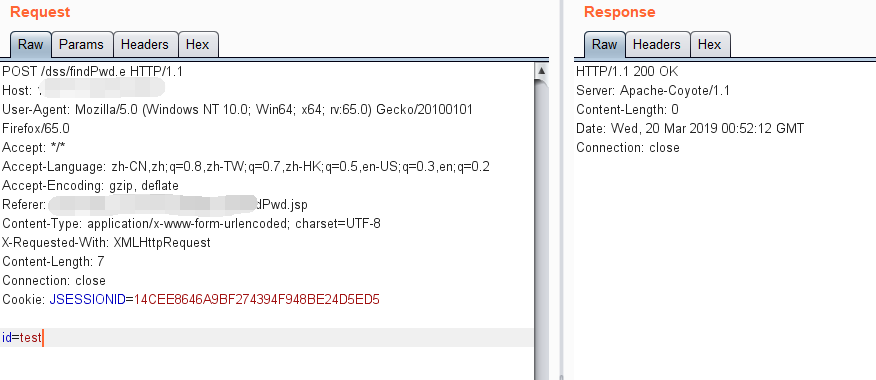 Request
Raw Params Headers Hex
POST /dss/findPwd.e HTTP/1.1
Host:
User-Agent: Mozilla/5.0 (Windows NT 10.0; Win64; x64; rv:65.0) Gecko/20100101
Firefox/65.0
Accept: */*
Accept-Language: zh-CN,zh;q=0.8,zh-TW;q=0.7,zh-HK;q=0.5,en-US;q=0.3,en;q=0.2
Accept-Encoding: gzip, deflate
Referer: dPwd.jsp
Content-Type: application/x-www-form-urlencoded; charset=UTF-8
X-Requested-With: XMLHttpRequest
Content-Length: 7
Connection: close
Cookie: JSESSIONID=14CEE8646A9BF274394F948BE24D5ED5
id=test
Response
Raw Headers Hex
HTTP/1.1 200 OK
Server: Apache-Coyote/1.1
Content-Length: 0
Date: Wed, 20 Mar 2019 00:52:12 GMT
Connection: close